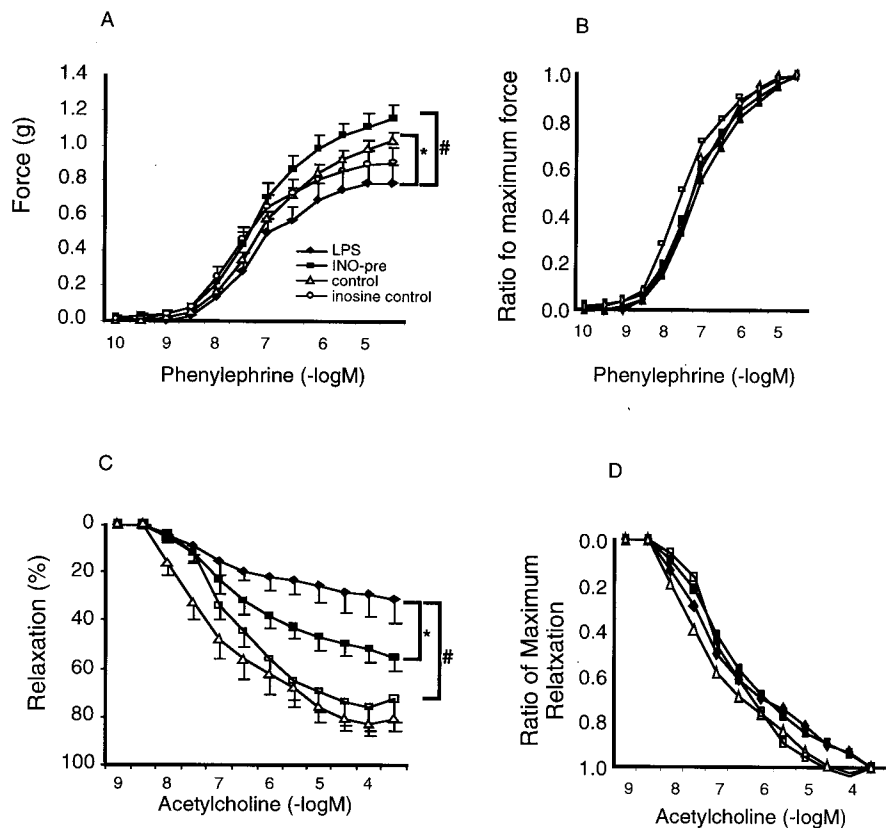 A
Force (g)
1.4
1.2
1.0
0.8
0.6
0.4
0.2
0.0
* #
LPS
INO-pre
control
inosine control
10 9 8 7 6 5
Phenylephrine (-logM)
B
Ratio fo maximum force
1.0
0.8
0.6
0.4
0.2
0.0
10 9 8 7 6 5
Phenylephrine (-logM)
C
Relaxation (%)
0
20
40
60
80
100
* #
9 8 7 6 5 4
Acetylcholine (-logM)
D
Ratio of Maximum
Relatxation
0.0
0.2
0.4
0.6
0.8
1.0
9 8 7 6 5 4
Acetylcholine (-logM)